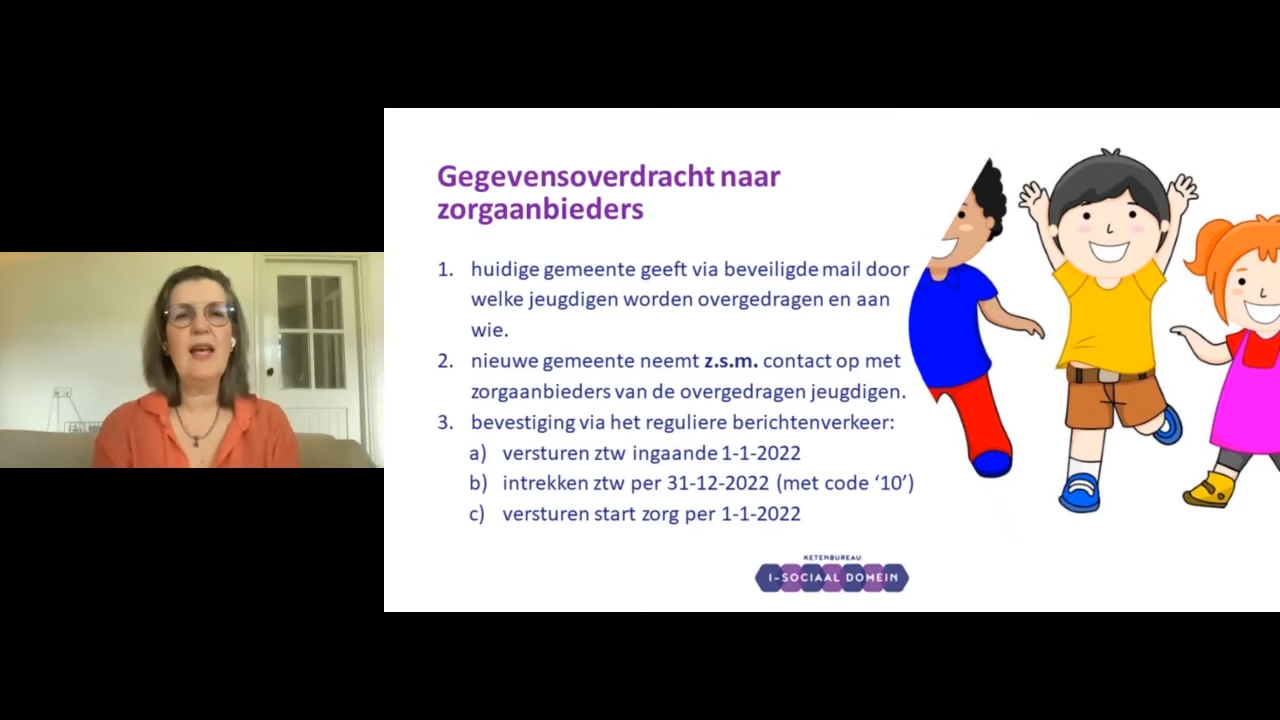 Gegevensoverdracht naar
zorgaanbieders
1. huidige gemeente geeft via beveiligde mail door
welke jeugdigen worden overgedragen en aan
wie.
2. nieuwe gemeente neemt z.s.m. contact op met
zorgaanbieders van de overgedragen jeugdigen.
3. bevestiging via het reguliere berichtenverkeer:
a) versturen ztw ingaande 1-1-2022
b) intrekken ztw per 31-12-2022 (met code ‘10’)
c) versturen start zorg per 1-1-2022
KETENBUREAU
I-SOCIAAL DOMEIN